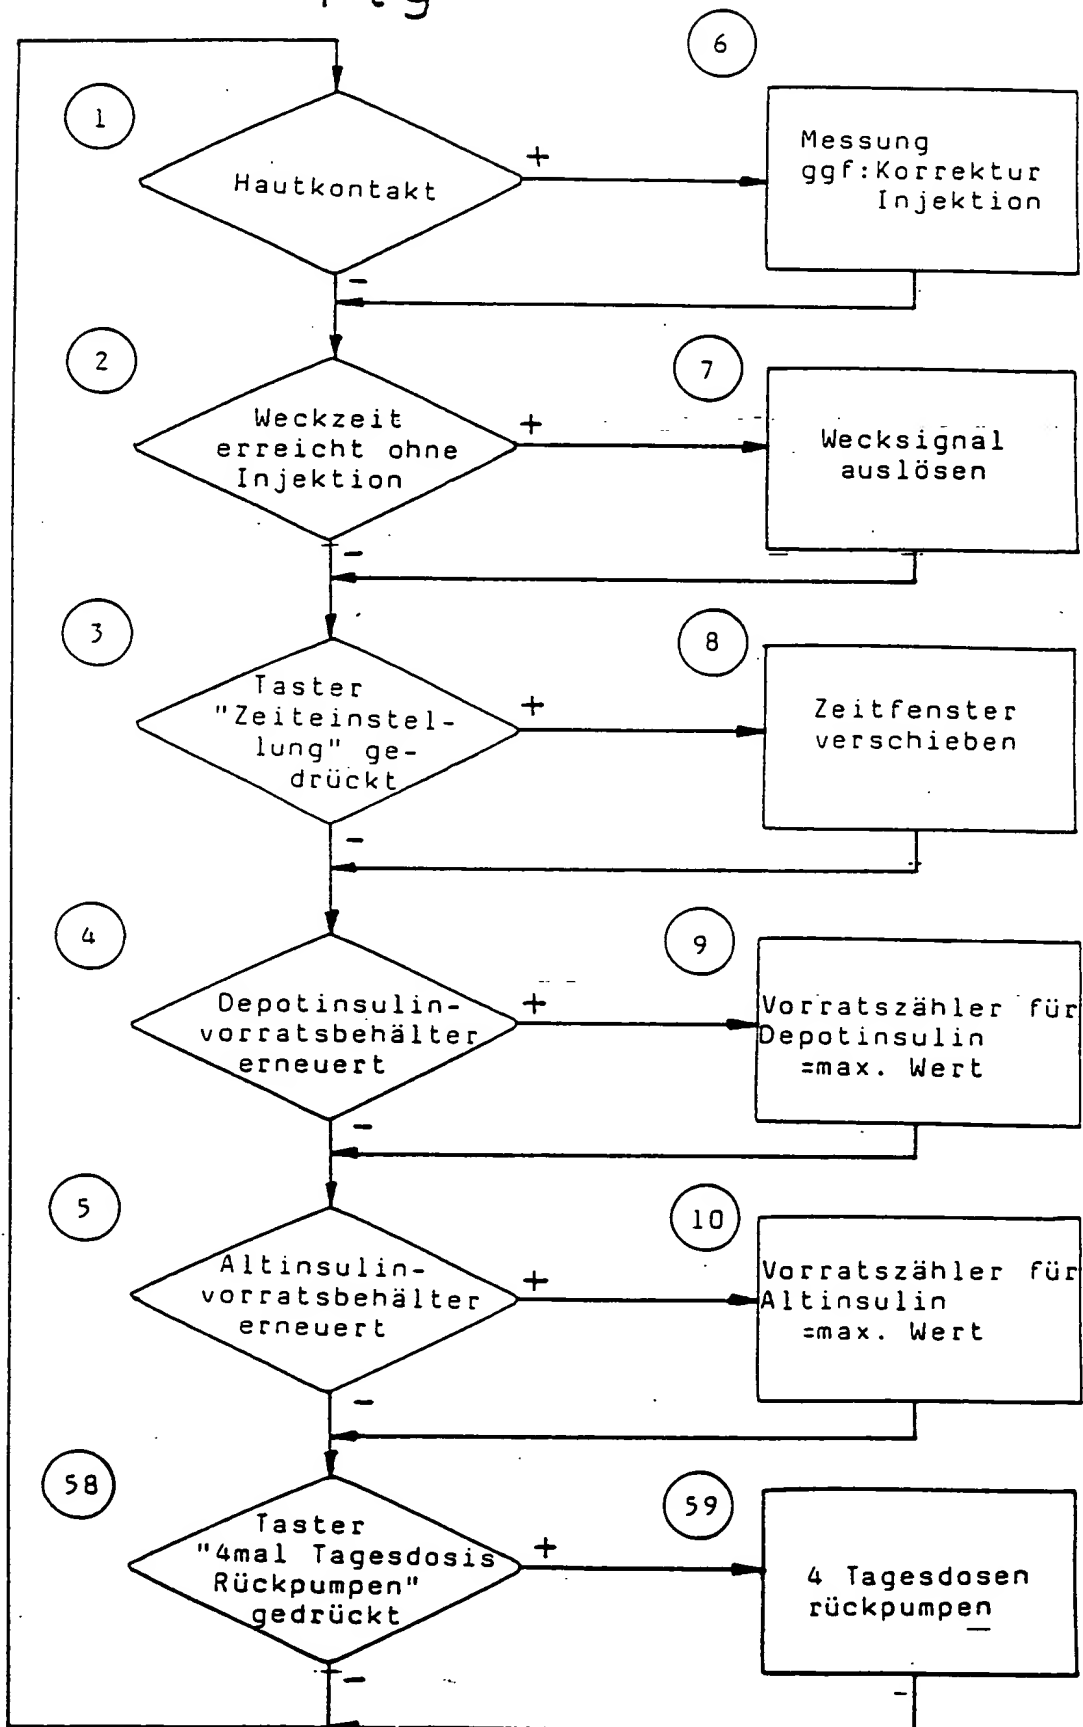 6
1
Hautkontakt
+
Messung
ggf:Korrektur
Injektion
-
2
Weckzeit
erreicht ohne
Injektion
+
7
Wecksignal
auslösen
-
3
Taster
"Zeiteinstel-
lung" ge-
drückt
+
8
Zeitfenster
verschieben
-
4
Depotinsulin-
vorratsbehälter
erneuert
+
9
Vorratszähler für
Depotinsulin
=max. Wert
-
5
Altinsulin-
vorratsbehälter
erneuert
+
10
Vorratszähler für
Altinsulin
=max. Wert
-
58
Taster
"4mal Tagesdosis
Rückpumpen"
gedrückt
+
59
4 Tagesdosen
rückpumpen
-